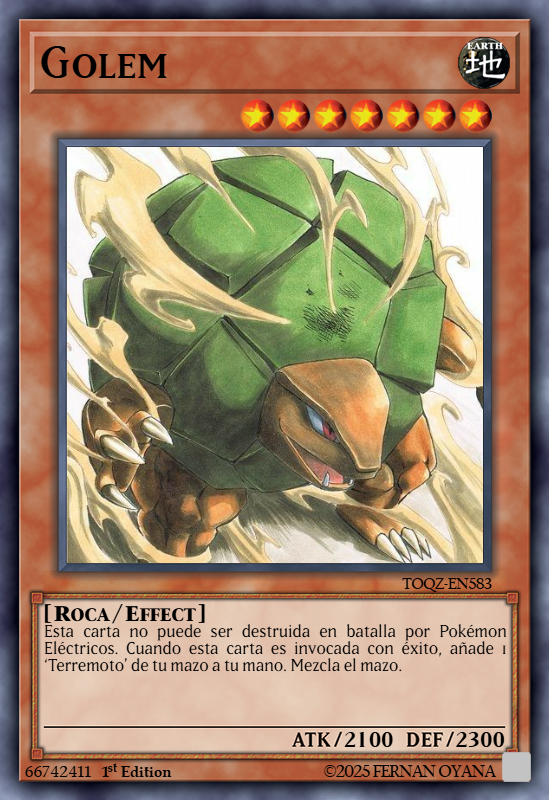 Golem
EARTH
地
TOQZ-EN583
[Roca/Effect]
Esta carta no puede ser destruida en batalla por Pokémon
Eléctricos. Cuando esta carta es invocada con éxito, añade
‘Terremoto’ de tu mazo a tu mano. Mezcla el mazo.
ATK/2100 DEF/2300
66742411 1st Edition ©2025 FERNAN OYANA